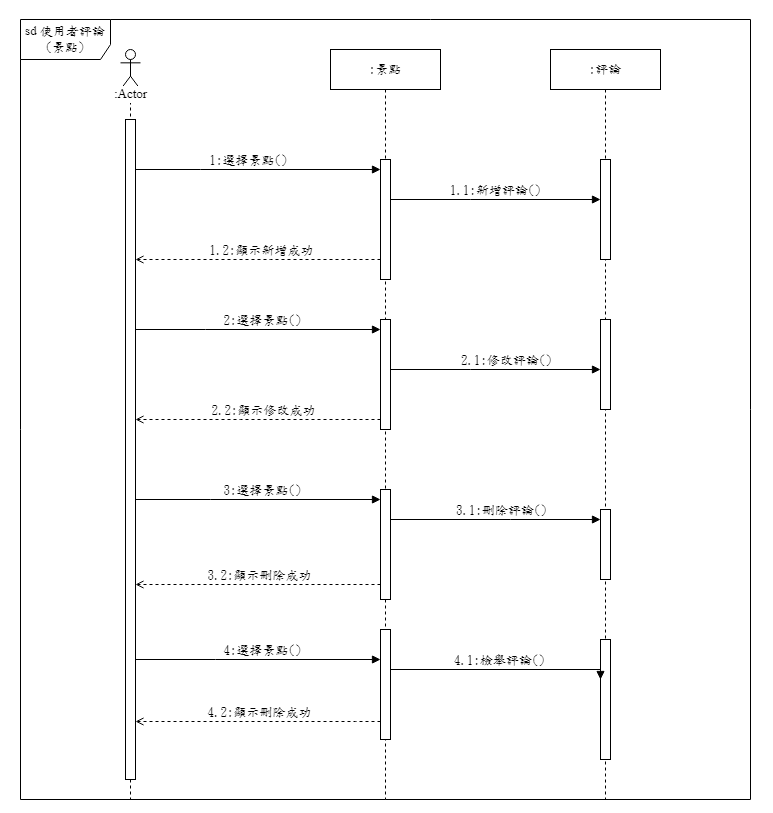 sd 使用者評論
（景點）
:Actor
:景點
:評論
1:選擇景點()
1.1:新增評論()
1.2:顯示新增成功
2:選擇景點()
2.1:修改評論()
2.2:顯示修改成功
3:選擇景點()
3.1:刪除評論()
3.2:顯示刪除成功
4:選擇景點()
4.1:檢舉評論()
4.2:顯示刪除成功